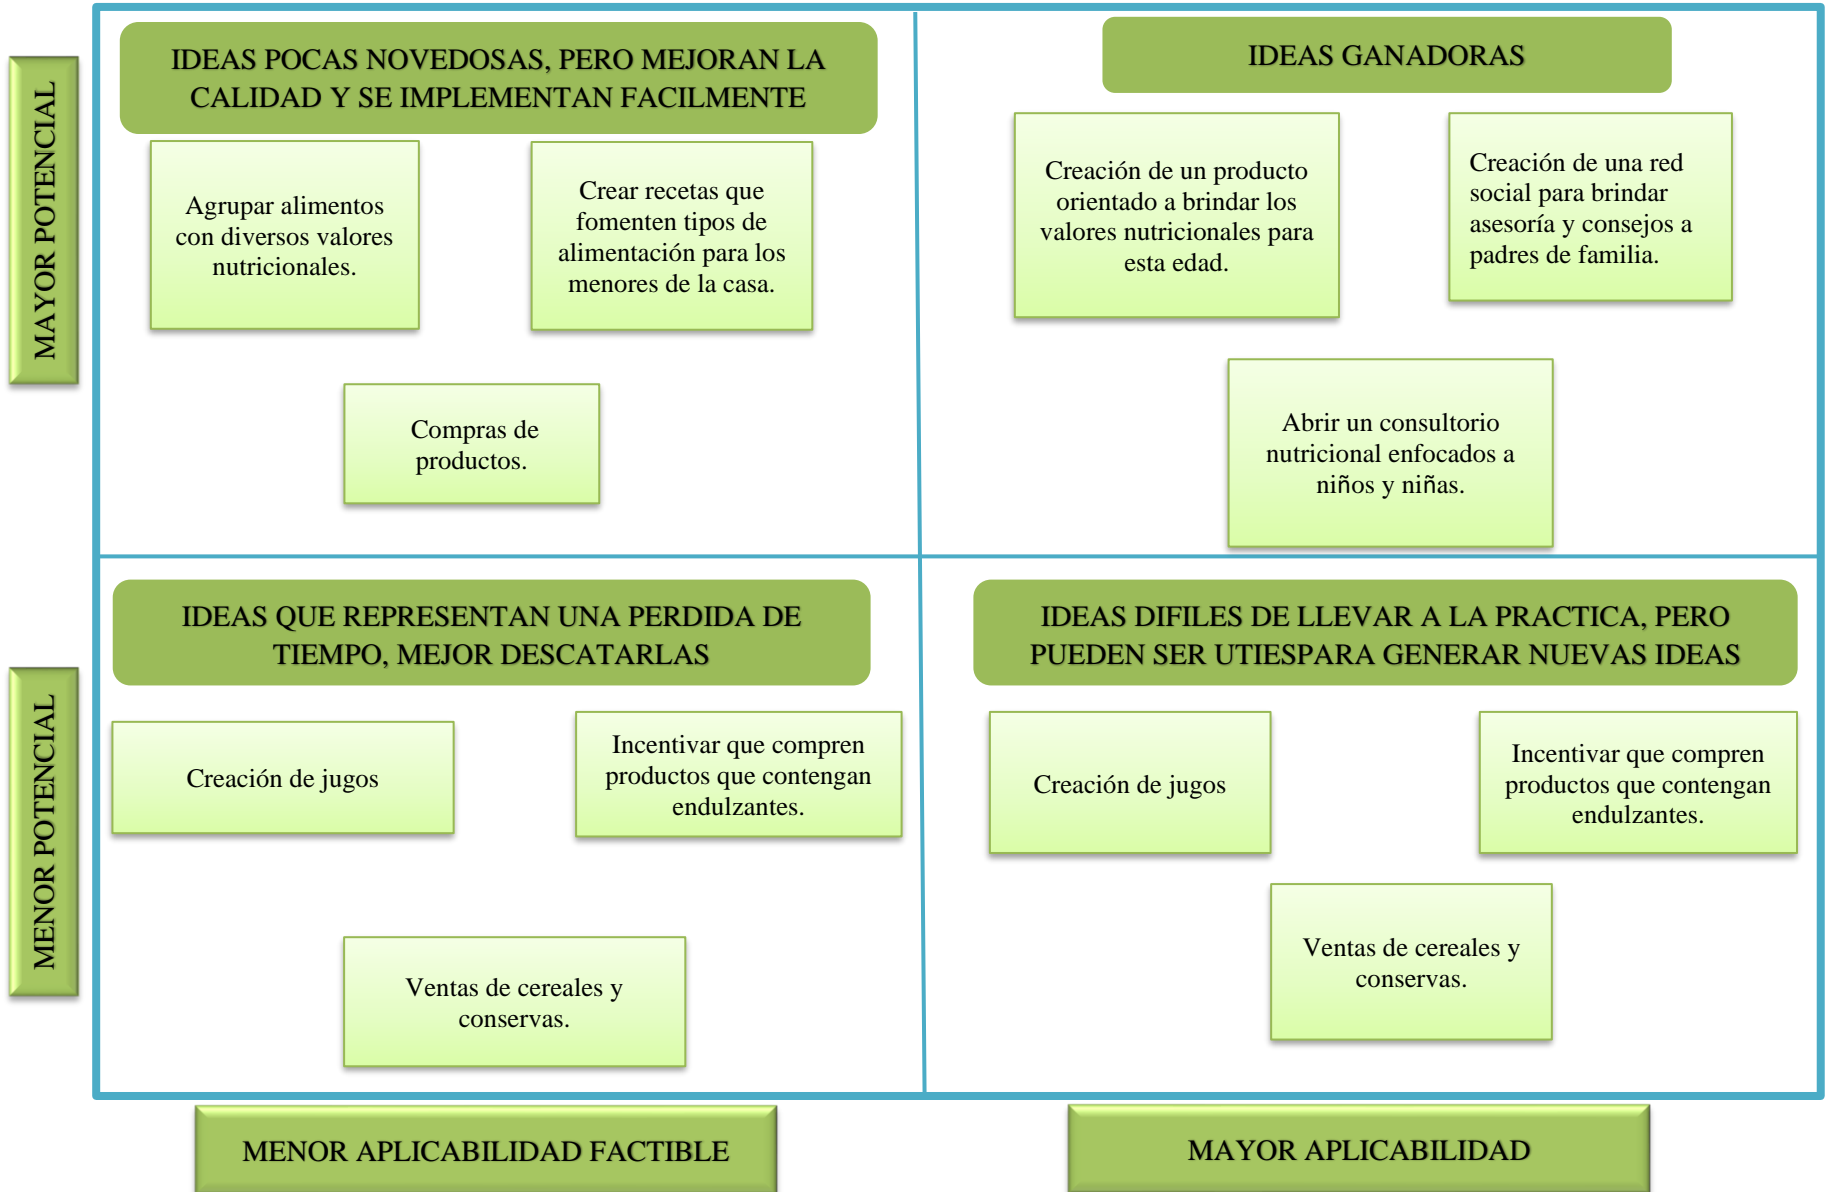 MAYOR POTENCIAL
IDEAS POCAS NOVEDOSAS, PERO MEJORAN LA
CALIDAD Y SE IMPLEMENTAN FACILMENTE
Agrupar alimentos
con diversos valores
nutricionales.
Crear recetas que
fomenten tipos de
alimentación para los
menores de la casa.
Compras de
productos.
IDEAS GANADORAS
Creación de un producto
orientado a brindar los
valores nutricionales para
esta edad.
Creación de una red
social para brindar
asesoría y consejos a
padres de familia.
Abrir un consultorio
nutricional enfocados a
niños y niñas.
MENOR POTENCIAL
IDEAS QUE REPRESENTAN UNA PERDIDA DE
TIEMPO, MEJOR DESCATARLAS
Creación de jugos
Incentivar que compren
productos que contengan
endulzantes.
Ventas de cereales y
conservas.
IDEAS DIFILES DE LLEVAR A LA PRACTICA, PERO
PUEDEN SER UTIESPARA GENERAR NUEVAS IDEAS
Creación de jugos
Incentivar que compren
productos que contengan
endulzantes.
Ventas de cereales y
conservas.
MENOR APLICABILIDAD FACTIBLE
MAYOR APLICABILIDAD